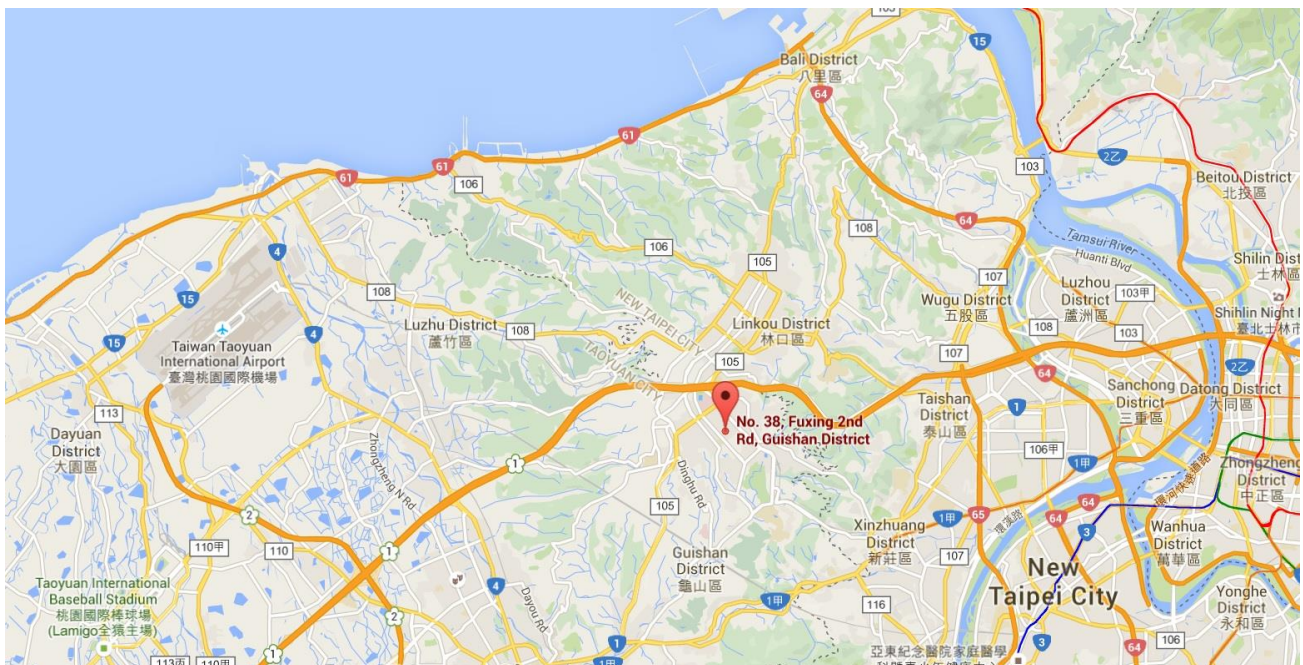 103
15
Bali District
八里區
64
61
2乙
103
Beitou District
北投區
61
61
106
4
106
105
108
64
Tamsui River
Huanti Blvd
Shilin Dist
士林區
15
108
NEW TAIPEI CITY
TAOYUAN CITY
107
Wugu District
五股區
Luzhou
District
蘆洲區
103甲
Shihlin Night M
臺北士林市
15
4
Luzhu District
蘆竹區
108
Linkou District
林口區
108
103
Taiwan Taoyuan
International Airport
臺灣桃園國際機場
105
107
64
2乙
Datong District
大同區
Sanchong
District
三重區
113
No. 38, Fuxing 2nd
Rd, Guishan District
Taishan
District
泰山區
1
Dayuan
District
大園區
Zhongzheng N Rd
1
Dinghu Rd
106甲
1甲
環河快速道路
Zhongzheng
District
中正區
2
105
1甲
65
環漢路
64
64
3
110甲
110
1
Xinzhuang
District
新莊區
107
Wanhua
District
萬華區
Guishan
District
龜山區
New
Taipei City
Taoyuan International
Baseball Stadium
桃園國際棒球場
(Lamigo全猿主場)
4
Dayou Rd
2
1甲
116
Yonghe
District
永和區
1
1
3
64
106
亞東紀念醫院家庭醫學
113丙
110甲
1甲